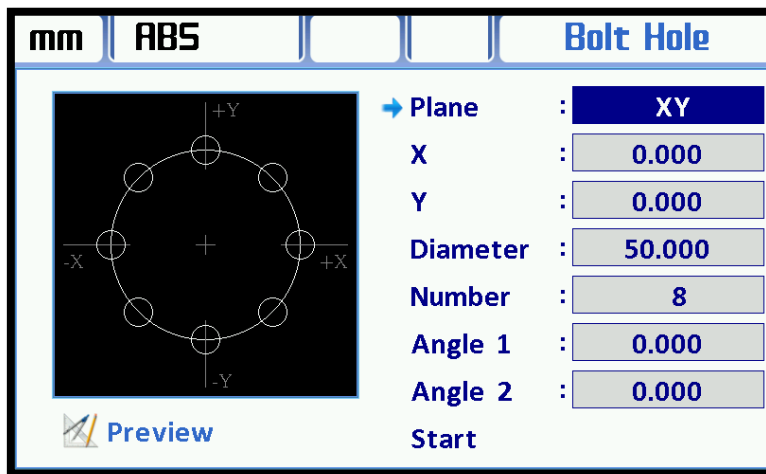 mm ABS Bolt Hole
+Y
-X
+X
-Y
Preview
Plane : XY
X : 0.000
Y : 0.000
Diameter : 50.000
Number : 8
Angle 1 : 0.000
Angle 2 : 0.000
Start